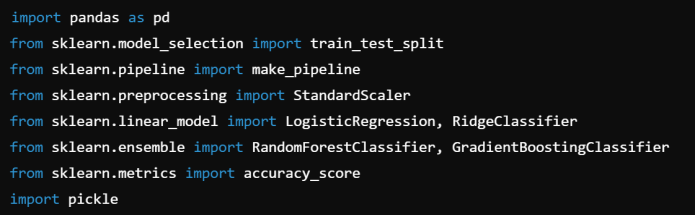 import pandas as pd
from sklearn.model_selection import train_test_split
from sklearn.pipeline import make_pipeline
from sklearn.preprocessing import StandardScaler
from sklearn.linear_model import LogisticRegression, RidgeClassifier
from sklearn.ensemble import RandomForestClassifier, GradientBoostingClassifier
from sklearn.metrics import accuracy_score
import pickle